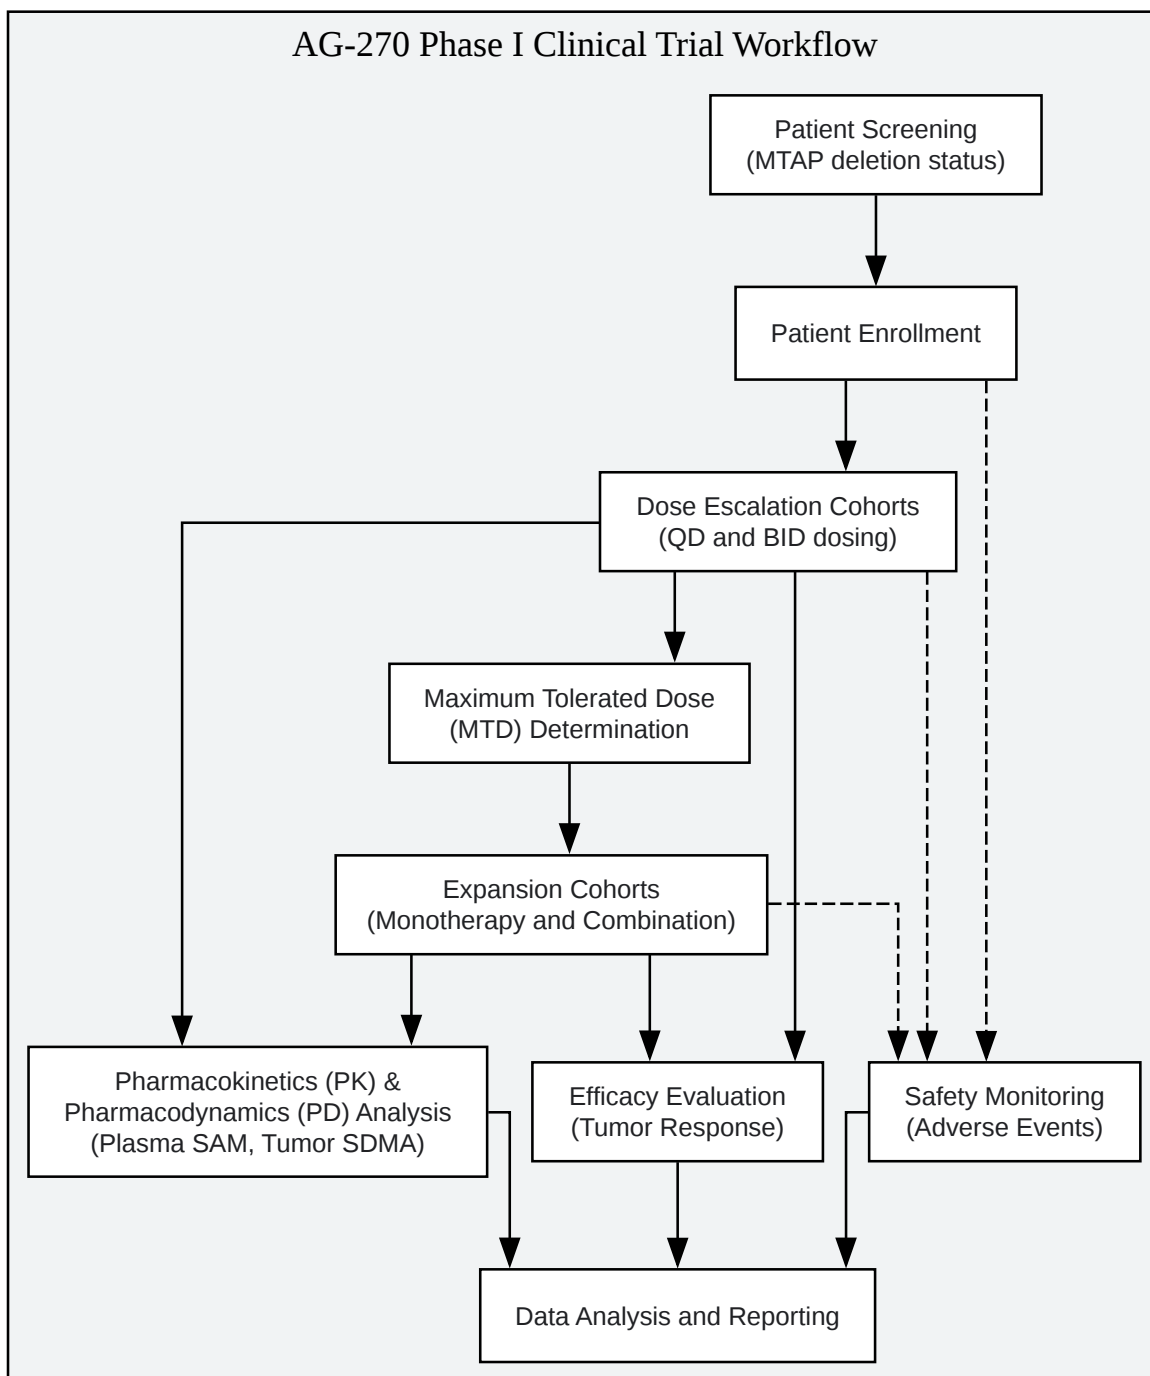 AG-270 Phase I Clinical Trial Workflow
Patient Screening
(MTAP deletion status)
Patient Enrollment
Dose Escalation Cohorts
(QD and BID dosing)
Maximum Tolerated Dose
(MTD) Determination
Expansion Cohorts
(Monotherapy and Combination)
Pharmacokinetics (PK) &
Pharmacodynamics (PD) Analysis
(Plasma SAM, Tumor SDMA)
Efficacy Evaluation
(Tumor Response)
Safety Monitoring
(Adverse Events)
Data Analysis and Reporting